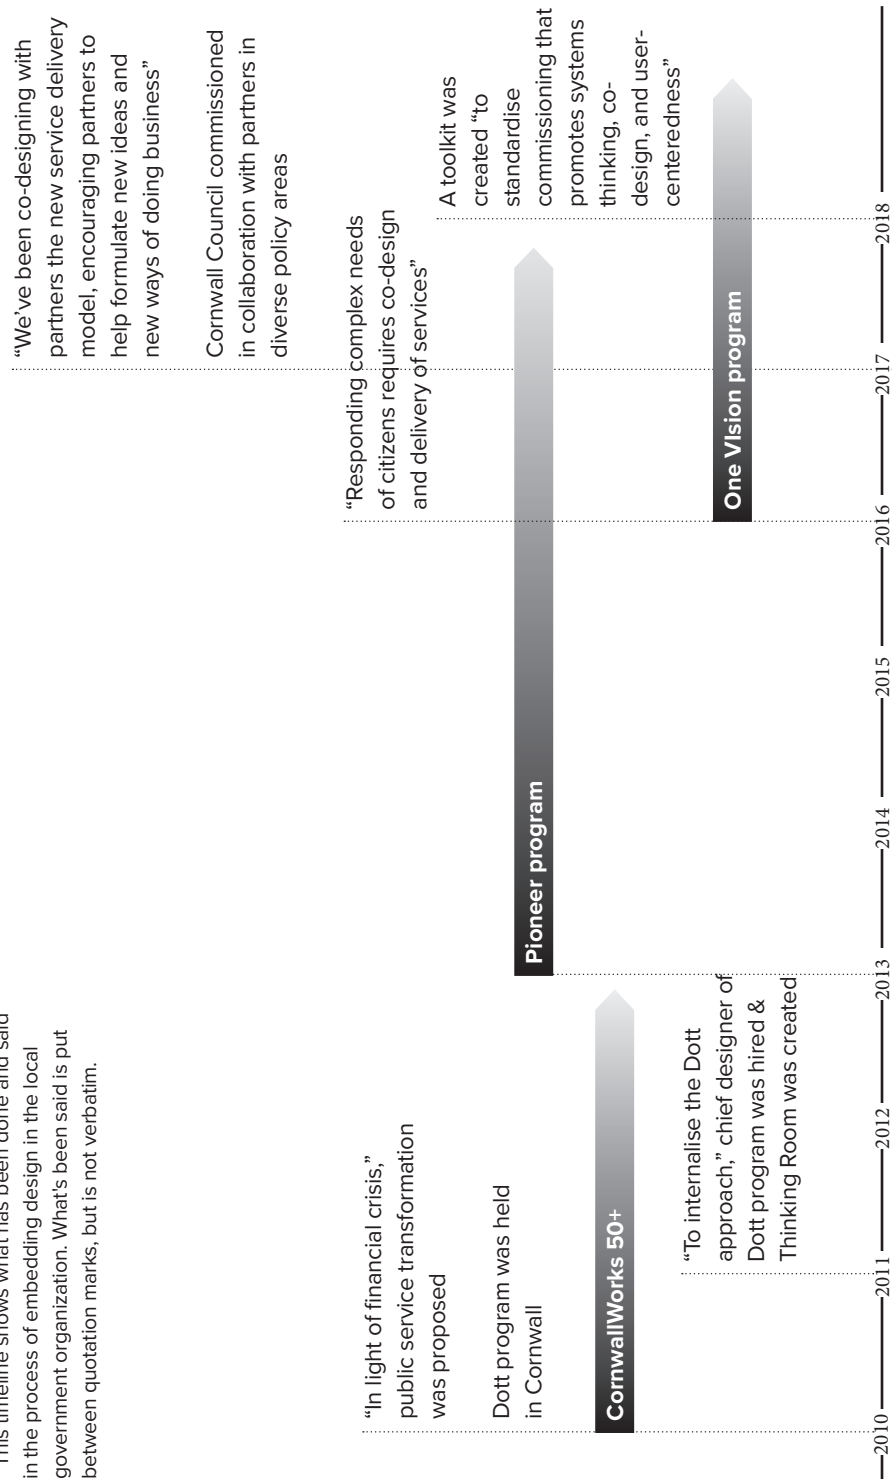 This timeline shows what has been done and said
in the process of embedding design in the local
government organization. What’s been said is put
between quotation marks, but is not verbatim.
“We’ve been co-designing with
partners the new service delivery
model, encouraging partners to
help formulate new ideas and
new ways of doing business”
Cornwall Council commissioned
in collaboration with partners in
diverse policy areas
“Responding complex needs
of citizens requires co-design
and delivery of services”
“In light of financial crisis,”
public service transformation
was proposed
Dott program was held
in Cornwall
A toolkit was
created “to
standardise
commissioning that
promotes systems
thinking, co-
design, and user-
centeredness”
Pioneer program
CornwallWorks 50+
“To internalise the Dott
approach,” chief designer of
Dott program was hired &
Thinking Room was created
One VIsion program
2010
2011
2012
2013
2014
2015
2016
2017
2018